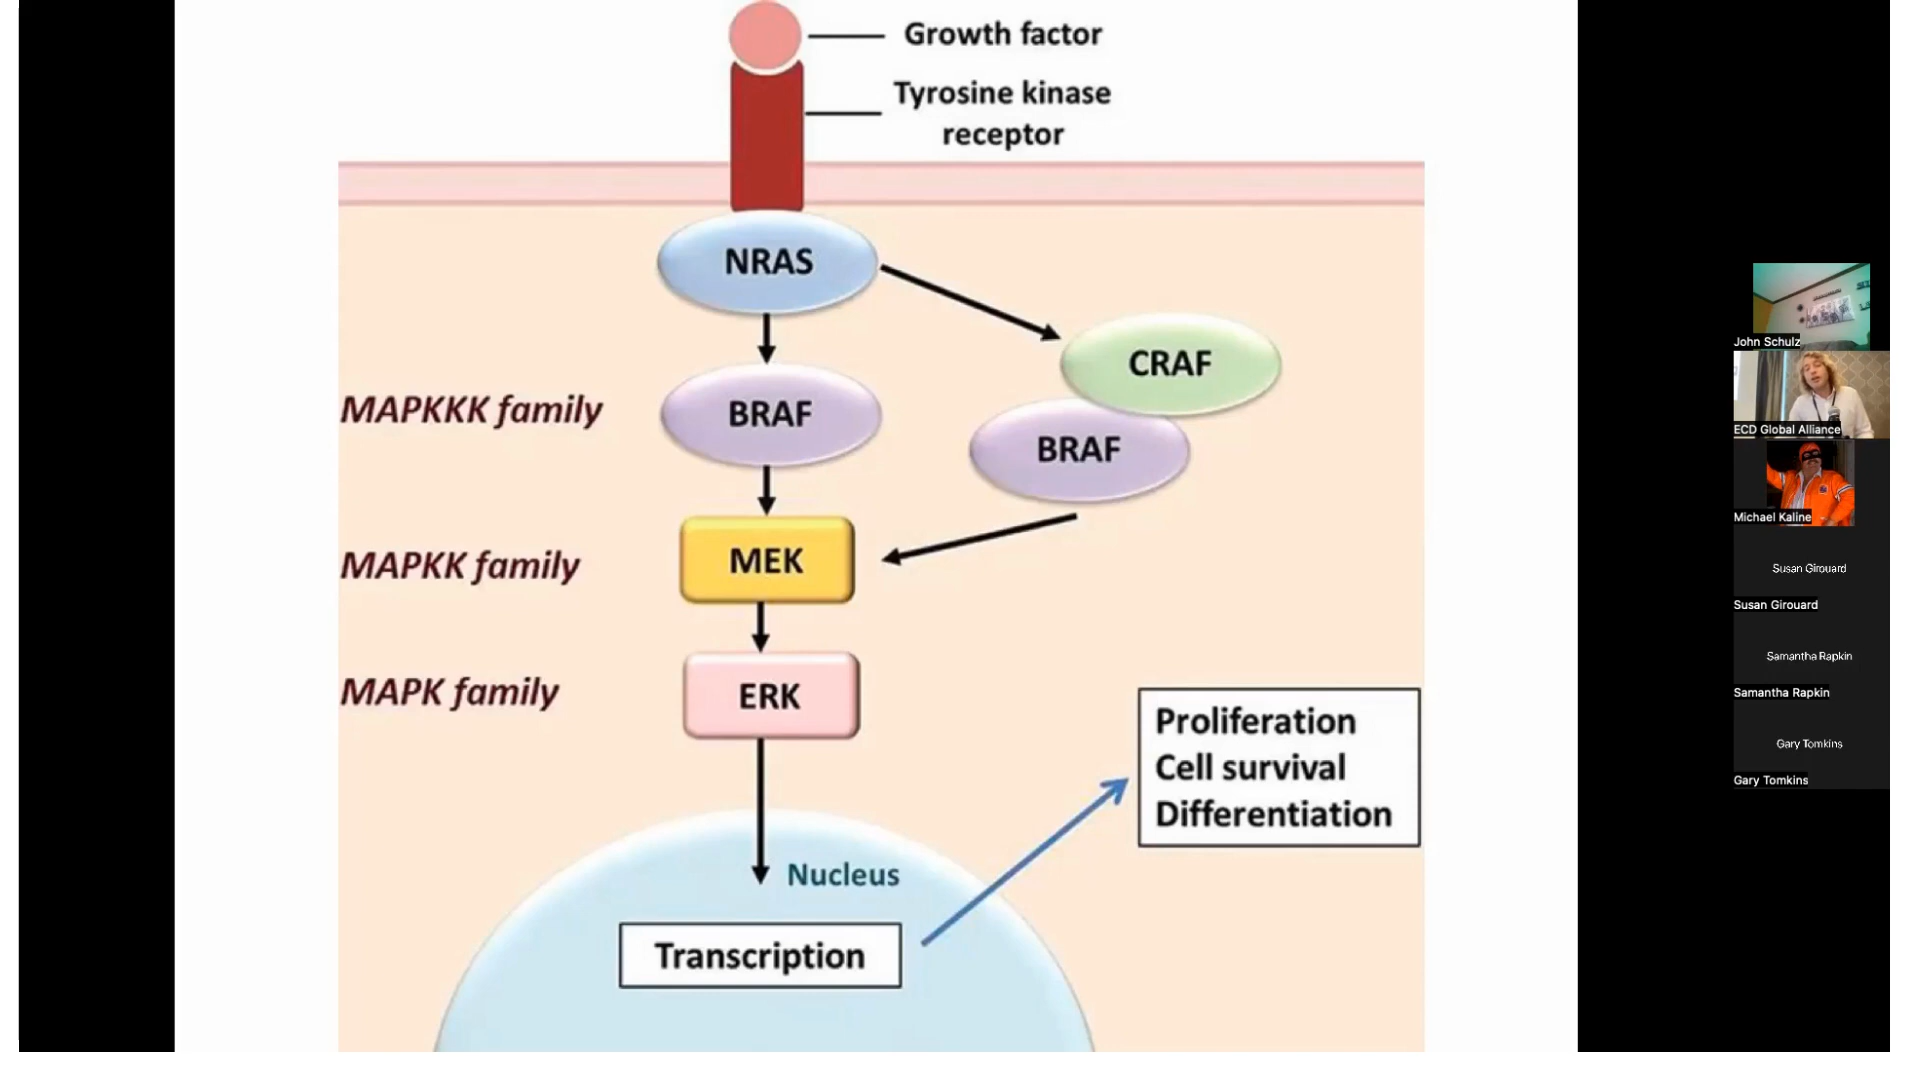 Growth factor
Tyrosine kinase
receptor
NRAS
CRAF
MAPKKK family
BRAF
BRAF
MAPKK family
MEK
MAPK family
ERK
Proliferation
Cell survival
Differentiation
Nucleus
Transcription
John Schulz
ECD Global Alliance
Michael Kaline
Susan Girouard
Susan Girouard
Samantha Rapkin
Samantha Rapkin
Gary Tomkins
Gary Tomkins